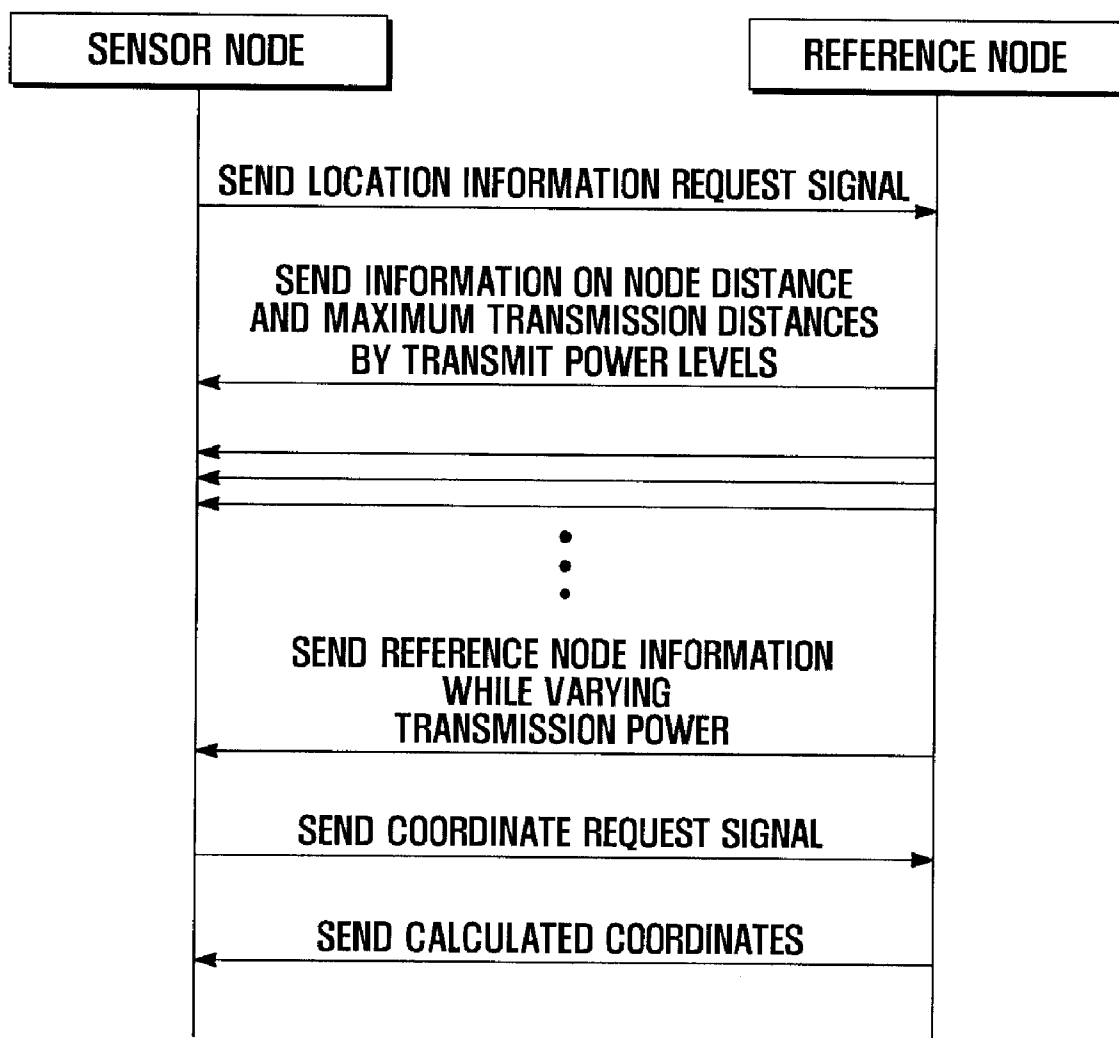 SENSOR NODE
REFERENCE NODE
SEND LOCATION INFORMATION REQUEST SIGNAL
SEND INFORMATION ON NODE DISTANCE
AND MAXIMUM TRANSMISSION DISTANCES
BY TRANSMIT POWER LEVELS
SEND REFERENCE NODE INFORMATION
WHILE VARYING
TRANSMISSION POWER
SEND COORDINATE REQUEST SIGNAL
SEND CALCULATED COORDINATES